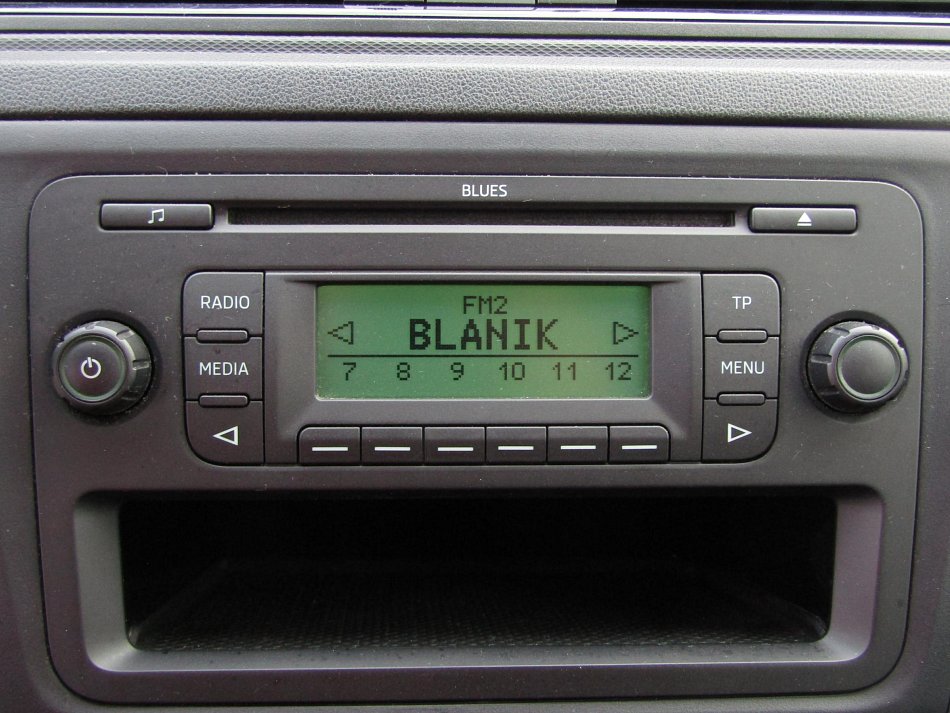 BLUES
RADIO
MEDIA
FM2
BLANIK
7 8 9 10 11 12
TP
MENU